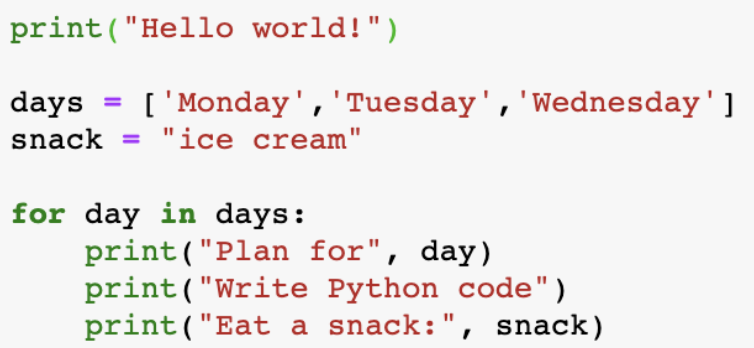 print("Hello world!")
days = ['Monday','Tuesday','Wednesday']
snack = "ice cream"
for day in days:
    print("Plan for", day)
    print("Write Python code")
    print("Eat a snack:", snack)